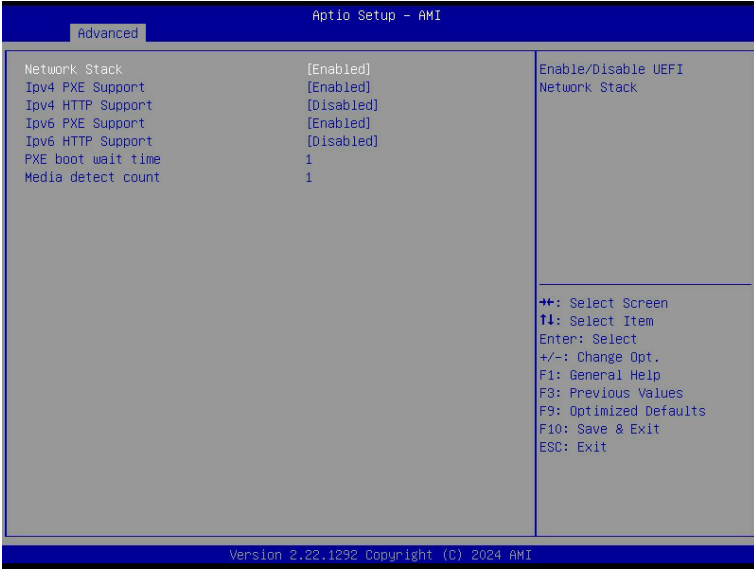 Aptio Setup – AMI
Advanced
Network Stack [Enabled]
Ipv4 PXE Support [Enabled]
Ipv4 HTTP Support [Disabled]
Ipv6 PXE Support [Enabled]
Ipv6 HTTP Support [Disabled]
PXE boot wait time 1
Media detect count 1
Enable/Disable UEFI
Network Stack
→←: Select Screen
↑↓: Select Item
Enter: Select
+/-: Change Opt.
F1: General Help
F3: Previous Values
F9: Optimized Defaults
F10: Save & Exit
ESC: Exit
Version 2.22.1292 Copyright (C) 2024 AMI